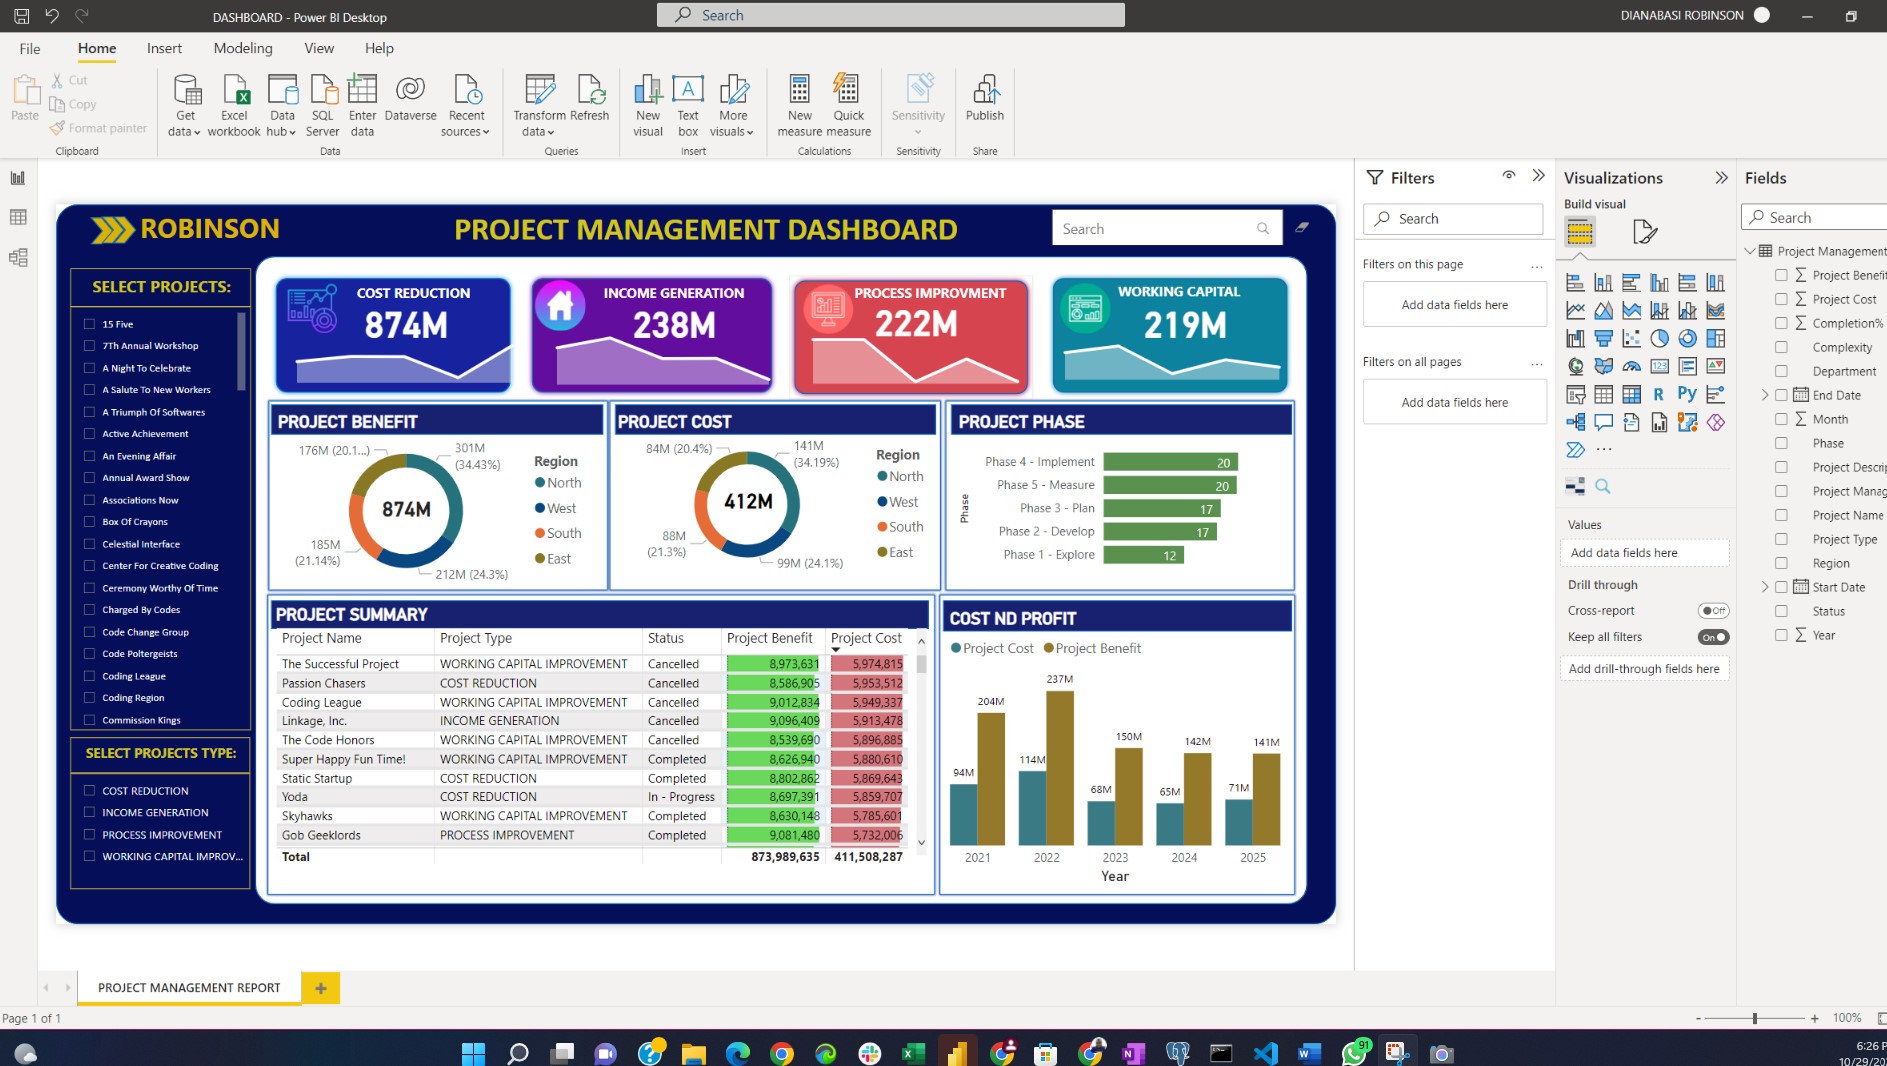 DASHBOARD - Power BI Desktop
Search
DIANABASI ROBINSON
File Home Insert Modeling View Help
Paste
Cut
Copy
Format painter
Clipboard
Get data
Excel workbook
Data hub
SQL Server
Enter data
Dataverse
Recent sources
Data
Transform data
Refresh
Queries
New visual
Text box
More visuals
Insert
New measure
Quick measure
Calculations
Sensitivity
Sensitivity
Publish
Share
ROBINSON
PROJECT MANAGEMENT DASHBOARD
Search
SELECT PROJECTS:
15 Five
7Th Annual Workshop
A Night To Celebrate
A Salute To New Workers
A Triumph Of Softwares
Active Achievement
An Evening Affair
Annual Award Show
Associations Now
Box Of Crayons
Celestial Interface
Center For Creative Coding
Ceremony Worthy Of Time
Charged By Codes
Code Change Group
Code Poltergeists
Coding League
Coding Region
Commission Kings
SELECT PROJECTS TYPE:
COST REDUCTION
INCOME GENERATION
PROCESS IMPROVEMENT
WORKING CAPITAL IMPROV...
COST REDUCTION
874M
INCOME GENERATION
238M
PROCESS IMPROVMENT
222M
WORKING CAPITAL
219M
PROJECT BENEFIT
176M (20.1...)
301M
(34.43%)
874M
185M
(21.14%)
212M (24.3%)
Region
North
West
South
East
PROJECT COST
84M (20.4%)
141M
(34.19%)
412M
88M
(21.3%)
99M (24.1%)
Region
North
West
South
East
PROJECT PHASE
Phase
Phase 4 - Implement 20
Phase 5 - Measure 20
Phase 3 - Plan 17
Phase 2 - Develop 17
Phase 1 - Explore 12
PROJECT SUMMARY
Project Name Project Type Status Project Benefit Project Cost
The Successful Project WORKING CAPITAL IMPROVEMENT Cancelled 8,973,631 5,974,815
Passion Chasers COST REDUCTION Cancelled 8,586,905 5,953,512
Coding League WORKING CAPITAL IMPROVEMENT Cancelled 9,012,834 5,949,337
Linkage, Inc. INCOME GENERATION Cancelled 9,096,409 5,913,478
The Code Honors WORKING CAPITAL IMPROVEMENT Cancelled 8,539,690 5,896,885
Super Happy Fun Time! WORKING CAPITAL IMPROVEMENT Completed 8,626,940 5,880,610
Static Startup COST REDUCTION Completed 8,802,862 5,869,643
Yoda COST REDUCTION In - Progress 8,697,391 5,859,707
Skyhawks WORKING CAPITAL IMPROVEMENT Completed 8,630,148 5,785,601
Gob Geeklords PROCESS IMPROVEMENT Completed 9,081,480 5,732,006
Total 873,989,635 411,508,287
COST ND PROFIT
Project Cost Project Benefit
94M 204M
114M 237M
68M 150M
65M 142M
71M 141M
2021 2022 2023 2024 2025
Year
Filters
Search
Filters on this page
...
Add data fields here
Filters on all pages
...
Add data fields here
Visualizations
Build visual
123
R
Py
...
Values
Add data fields here
Drill through
Cross-report Off
Keep all filters On
Add drill-through fields here
Fields
Search
Project Management
Project Benefit
Project Cost
Completion%
Complexity
Department
End Date
Month
Phase
Project Descrip
Project Manag
Project Name
Project Type
Region
Start Date
Status
Year
PROJECT MANAGEMENT REPORT
+
Page 1 of 1
- + 100%
91
6:26 P
10/29/20